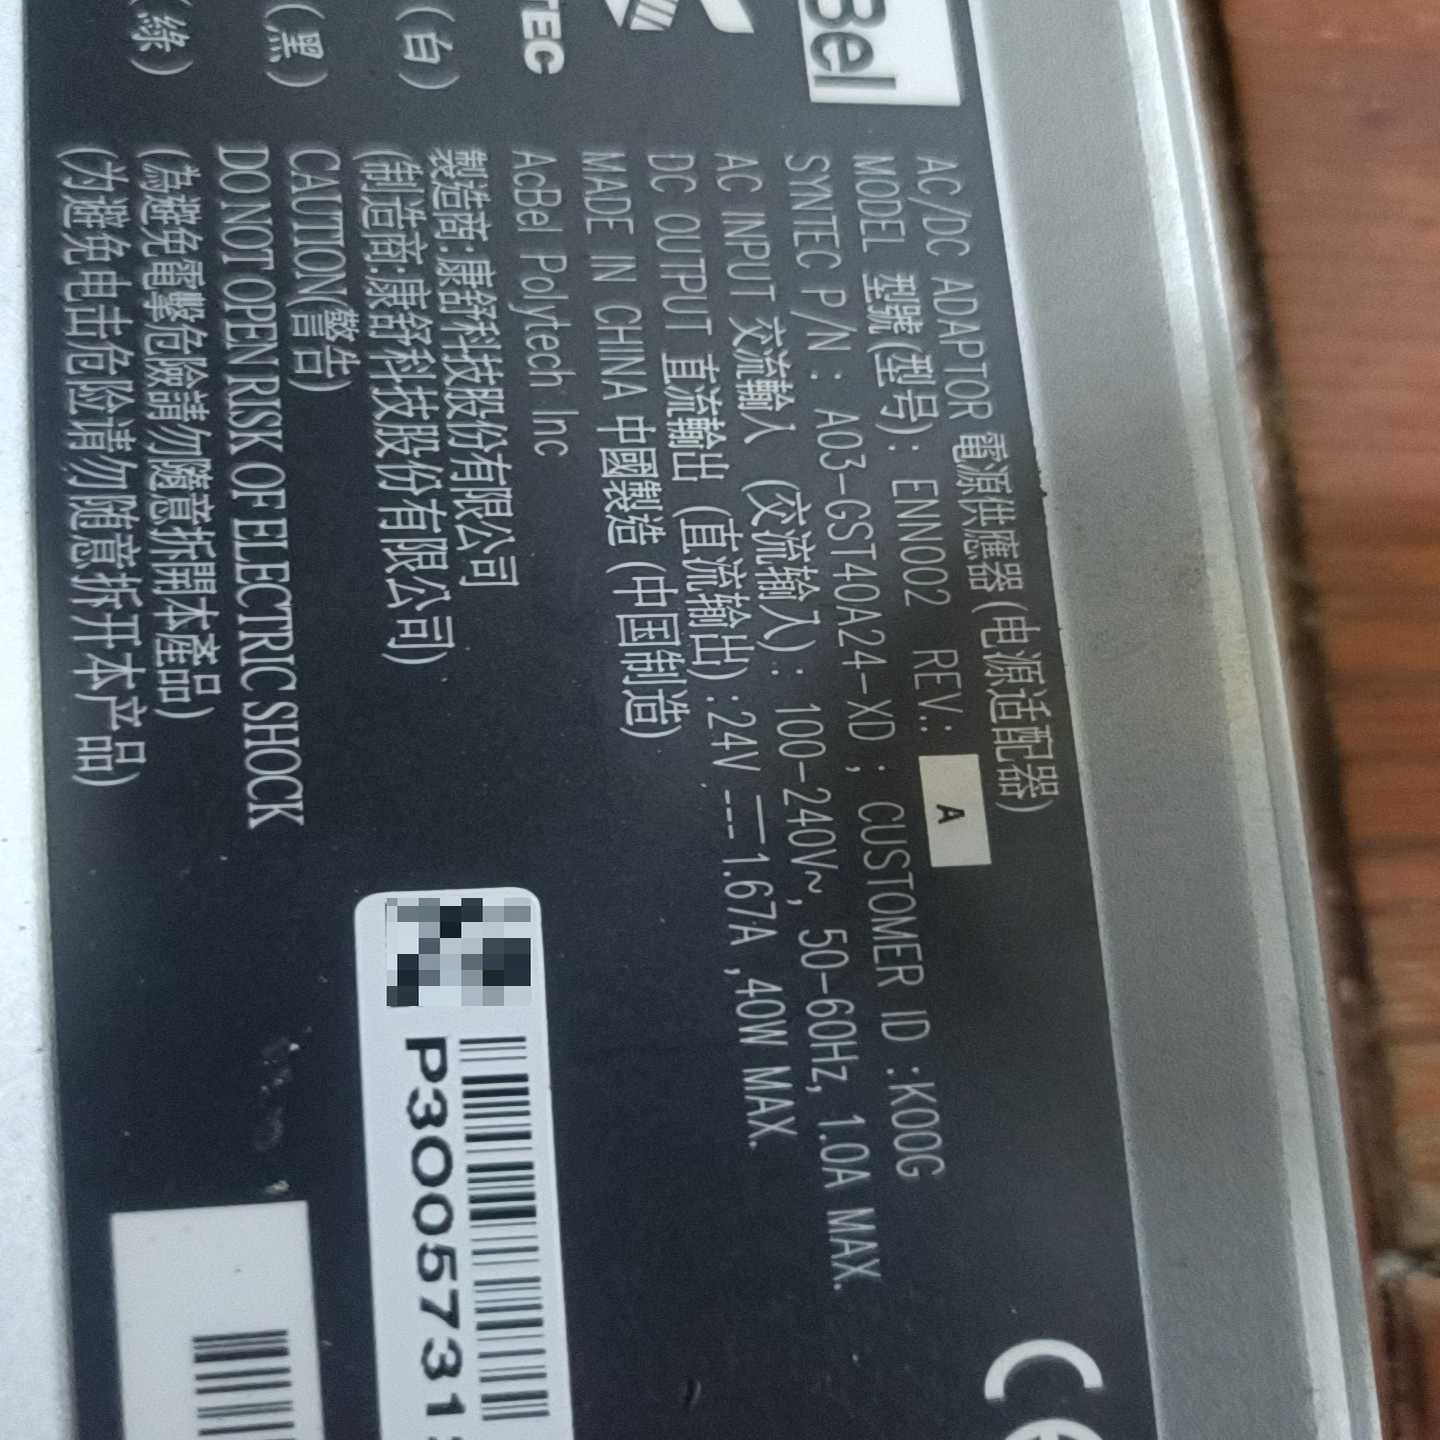 Bel
TEC
(白)
(黑)
(綠)
AC/DC ADAPTOR 電源供應器(电源适配器)
MODEL 型號(型号): ENN002 REV.: A
SYNTEC P/N: A03-GST40A24-XD; CUSTOMER ID :K00G
AC INPUT 交流輸入 (交流输入): 100-240V~, 50-60Hz, 1.0A MAX.
DC OUTPUT 直流輸出 (直流输出):24V⎓1.67A ,40W MAX.
MADE IN CHINA 中國製造 (中国制造)
AcBel Polytech Inc
製造商:康舒科技股份有限公司
(制造商:康舒科技股份有限公司)
CAUTION(警告)
DO NOT OPEN RISK OF ELECTRIC SHOCK
(為避免電擊危險請勿隨意拆開本產品)
(为避免电击危险请勿随意拆开本产品)
P3005731
CE